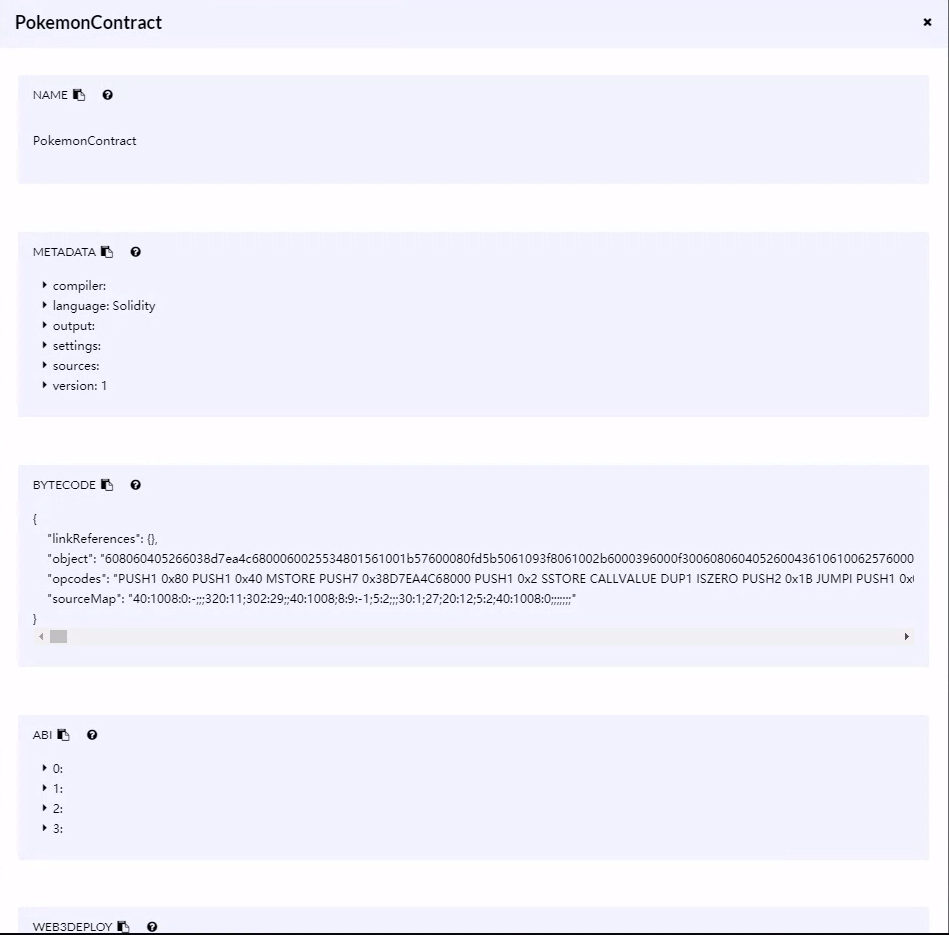 PokemonContract
NAME
PokemonContract
METADATA
compiler:
language: Solidity
output:
settings:
sources:
version: 1
BYTECODE
{
"linkReferences": {},
"object": "608060405266038d7ea4c6800060025534801561001b57600080fd5b5061093f8061002b6000396000f300608060405260043610610062576000
"opcodes": "PUSH1 0x80 PUSH1 0x40 MSTORE PUSH7 0x38D7EA4C68000 PUSH1 0x2 SSTORE CALLVALUE DUP1 ISZERO PUSH2 0x1B JUMPI PUSH1 0x
"sourceMap": "40:1008:0:-;;;320:11;302:29;;40:1008;8:9:-1;5:2;;;30:1;27;20:12;5:2;40:1008:0;;;;;;;"
}
ABI
0:
1:
2:
3:
WEB3DEPLOY